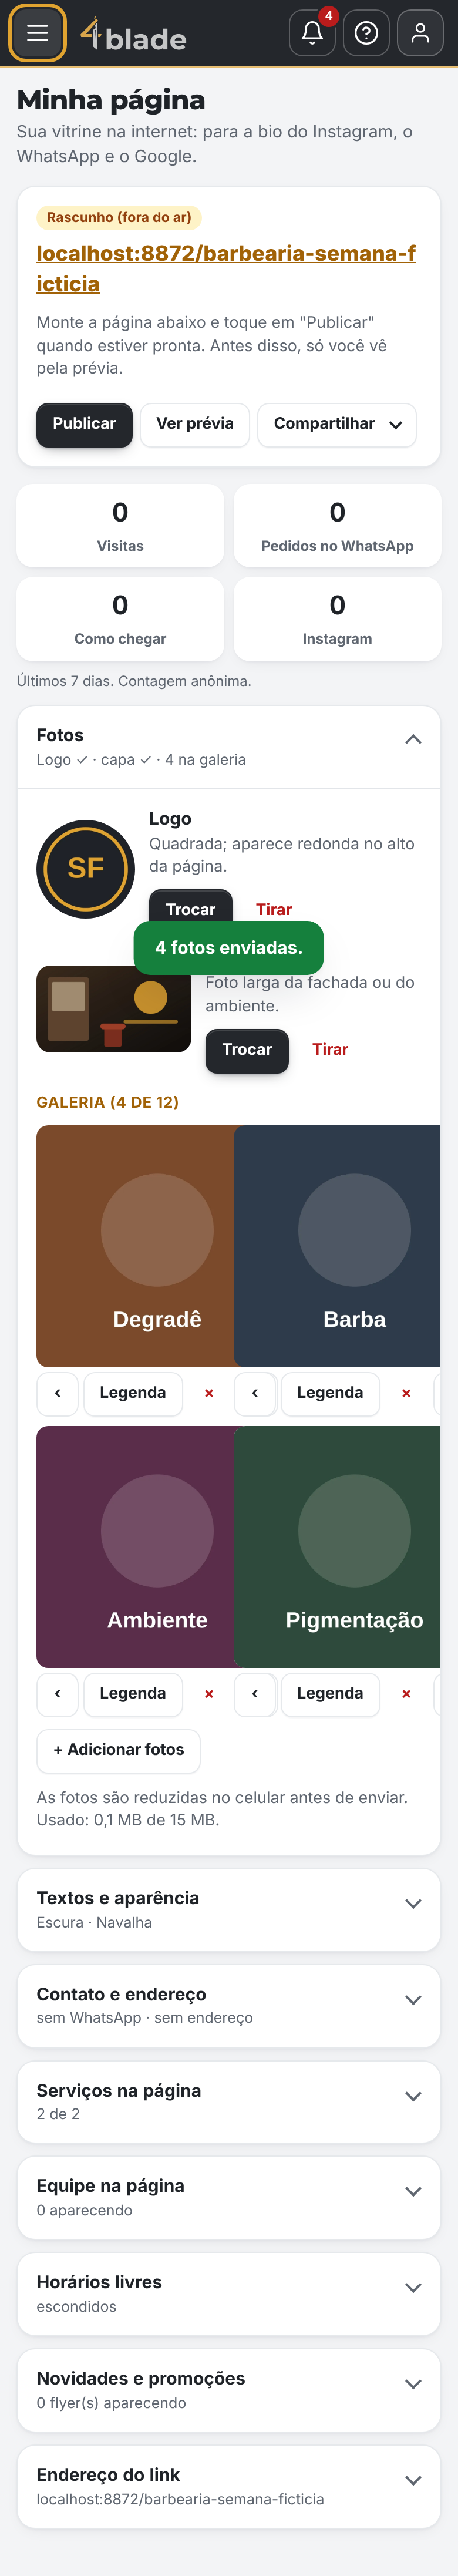 4blade
4
Minha página
Sua vitrine na internet: para a bio do Instagram, o
WhatsApp e o Google.
Rascunho (fora do ar)
localhost:8872/barbearia-semana-f
icticia
Monte a página abaixo e toque em "Publicar"
quando estiver pronta. Antes disso, só você vê
pela prévia.
Publicar
Ver prévia
Compartilhar
0
Visitas
0
Pedidos no WhatsApp
0
Como chegar
0
Instagram
Últimos 7 dias. Contagem anônima.
Fotos
Logo ✓ · capa ✓ · 4 na galeria
SF
Logo
Quadrada; aparece redonda no alto
da página.
Trocar
Tirar
4 fotos enviadas.
Foto larga da fachada ou do
ambiente.
Trocar
Tirar
GALERIA (4 DE 12)
Degradê
Barba
‹ Legenda ×
‹ Legenda ×
Ambiente
Pigmentação
‹ Legenda ×
‹ Legenda ×
+ Adicionar fotos
As fotos são reduzidas no celular antes de enviar.
Usado: 0,1 MB de 15 MB.
Textos e aparência
Escura · Navalha
Contato e endereço
sem WhatsApp · sem endereço
Serviços na página
2 de 2
Equipe na página
0 aparecendo
Horários livres
escondidos
Novidades e promoções
0 flyer(s) aparecendo
Endereço do link
localhost:8872/barbearia-semana-ficticia